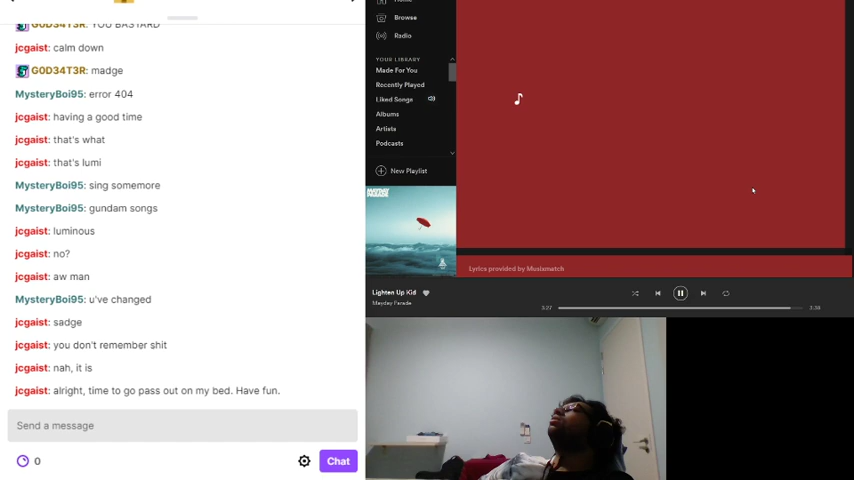 G0D34T3R: YOU BASTARD
jcgaist: calm down
G0D34T3R: madge
MysteryBoi95: error 404
jcgaist: having a good time
jcgaist: that's what
jcgaist: that's lumi
MysteryBoi95: sing somemore
MysteryBoi95: gundam songs
jcgaist: luminous
jcgaist: no?
jcgaist: aw man
MysteryBoi95: u've changed
jcgaist: sadge
jcgaist: you don't remember shit
jcgaist: nah, it is
jcgaist: alright, time to go pass out on my bed. Have fun.
Send a message
0
Chat
Browse
Radio
YOUR LIBRARY
Made For You
Recently Played
Liked Songs
Albums
Artists
Podcasts
New Playlist
MAYDAY
PARADE
Lyrics provided by Musixmatch
Lighten Up Kid
Mayday Parade
3:27
3:38